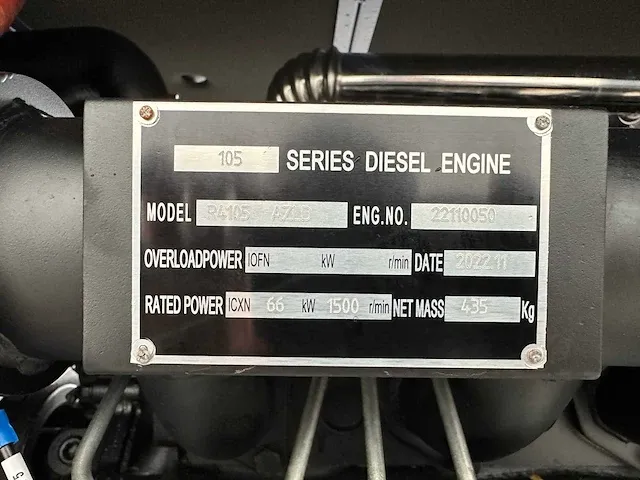 105 SERIES DIESEL ENGINE
MODEL R4105 ENG.NO. 22110050
OVERLOADPOWER IOFN kW r/min DATE 2022.11
RATED POWER ICXN 66 kW 1500 r/min NET MASS 435 Kg
5